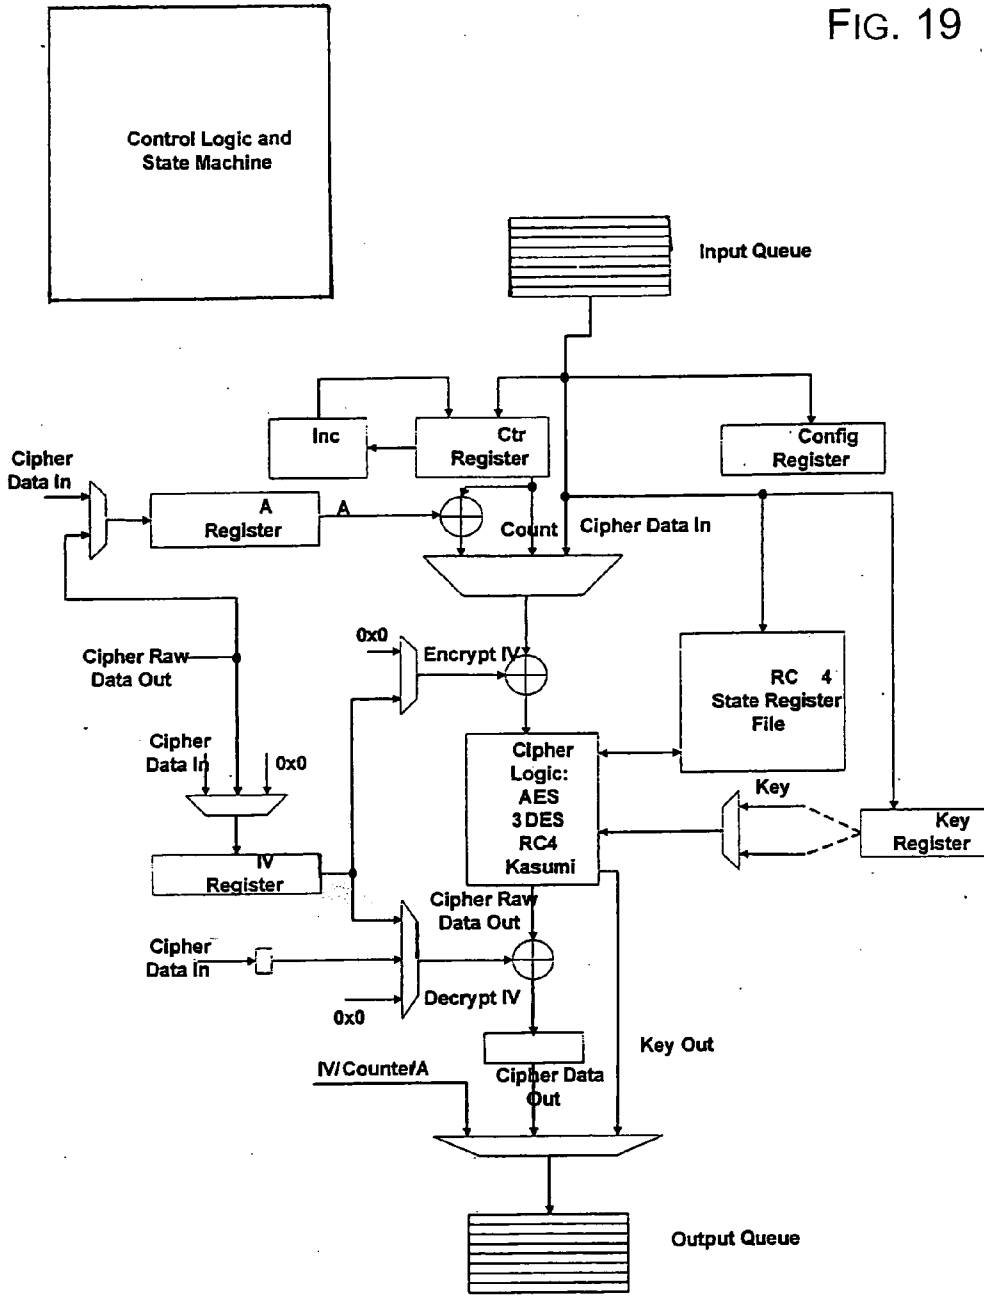 FIG. 19
Control Logic and
State Machine
Input Queue
Inc
Ctr
Register
Config
Register
Cipher
Data In
A
Register
A
Count
Cipher Data In
0x0
Encrypt IV
Cipher Raw
Data Out
RC 4
State Register
File
Cipher
Data In
0x0
Cipher
Logic:
AES
3DES
RC4
Kasumi
Key
Key
Register
IV
Register
Cipher Raw
Data Out
Cipher
Data In
Decrypt IV
0x0
Key Out
IV/Counter/A
Cipher Data
Out
Output Queue